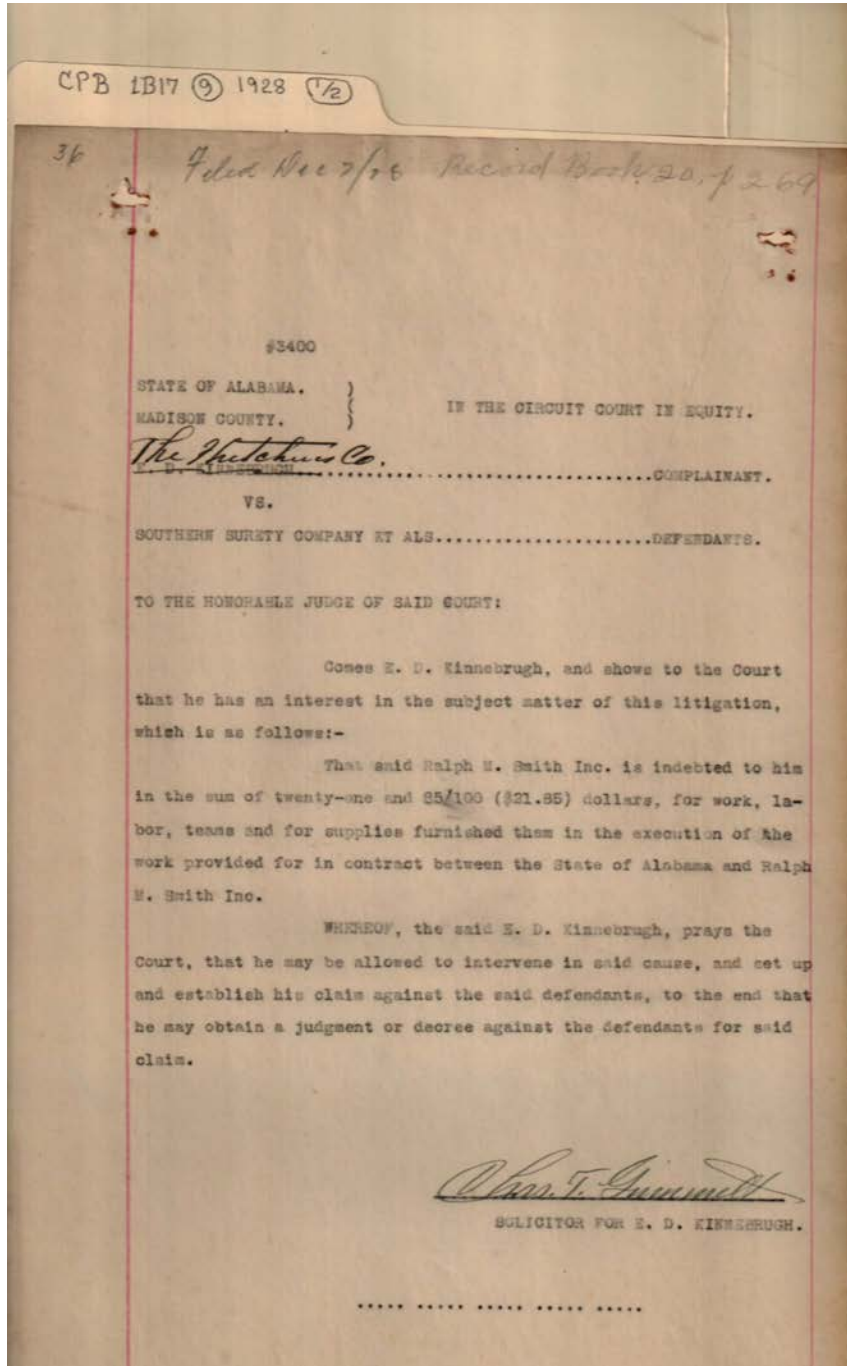 CPB 1B17 (9) 1928 (1/2)
36 Filed Dec 7/28 Record Book 20, p 269
#3400
STATE OF ALABAMA. )
MADISON COUNTY. ) IN THE CIRCUIT COURT IN EQUITY.
The Hutchens Co.
E. D. KINNEBRUGH..........................................COMPLAINANT.
VS.
SOUTHERN SURETY COMPANY ET ALS.......................DEFENDANTS.
TO THE HONORABLE JUDGE OF SAID COURT:
Comes E. D. Kinnebrugh, and shows to the Court
that he has an interest in the subject matter of this litigation,
which is as follows:-
That said Ralph M. Smith Inc. is indebted to him
in the sum of twenty-one and 85/100 ($21.85) dollars, for work, la-
bor, teams and for supplies furnished them in the execution of the
work provided for in contract between the State of Alabama and Ralph
M. Smith Inc.
WHEREOF, the said E. D. Kinnebrugh, prays the
Court, that he may be allowed to intervene in said cause, and set up
and establish his claim against the said defendants, to the end that
he may obtain a judgment or decree against the defendants for said
claim.
Chas. T. Grimmett
SOLICITOR FOR E. D. KINNEBRUGH.
..... ..... ..... ..... .....